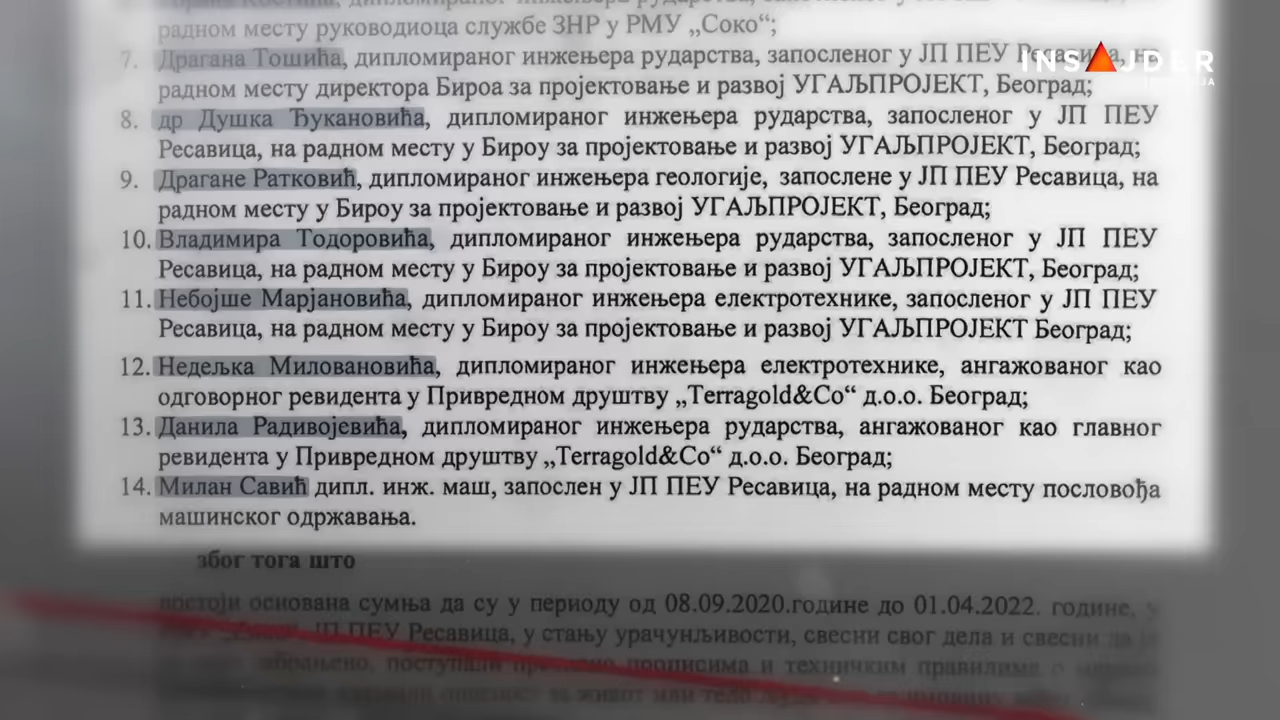 радном месту руководиоца службе ЗНР у РМУ „Соко“;
7. Драгана Тошића, дипломираног инжењера рударства, запосленог у ЈП ПЕУ Ресавица, на
радном месту директора Бироа за пројектовање и развој УГАЉПРОЈЕКТ, Београд;
INSAJDER
8. др Душка Ђукановића, дипломираног инжењера рударства, запосленог у ЈП ПЕУ
Ресавица, на радном месту у Бироу за пројектовање и развој УГАЉПРОЈЕКТ, Београд;
9. Драгане Ратковић, дипломираног инжењера геологије, запослене у ЈП ПЕУ Ресавица, на
радном месту у Бироу за пројектовање и развој УГАЉПРОЈЕКТ, Београд;
10. Владимира Тодоровића, дипломираног инжењера рударства, запосленог у ЈП ПЕУ
Ресавица, на радном месту у Бироу за пројектовање и развој УГАЉПРОЈЕКТ, Београд;
11. Небојше Марјановића, дипломираног инжењера електротехнике, запосленог у ЈП ПЕУ
Ресавица, на радном месту у Бироу за пројектовање и развој УГАЉПРОЈЕКТ Београд;
12. Недељка Миловановића, дипломираног инжењера електротехнике, ангажованог као
одговорног ревидента у Привредном друштву „Terragold&Co“ д.о.о. Београд;
13. Данила Радивојевића, дипломираног инжењера рударства, ангажованог као главног
ревидента у Привредном друштву „Terragold&Co“ д.о.о. Београд;
14. Милан Савић дипл. инж. маш, запослен у ЈП ПЕУ Ресавица, на радном месту пословођа
машинског одржавања.
због тога што
постоји основана сумња да су у периоду од 08.09.2020.године до 01.04.2022. године, у
ЈП ПЕУ Ресавица, у стању урачунљивости, свесни свог дела и свесни да је
поступали прописима и техничким правилима о